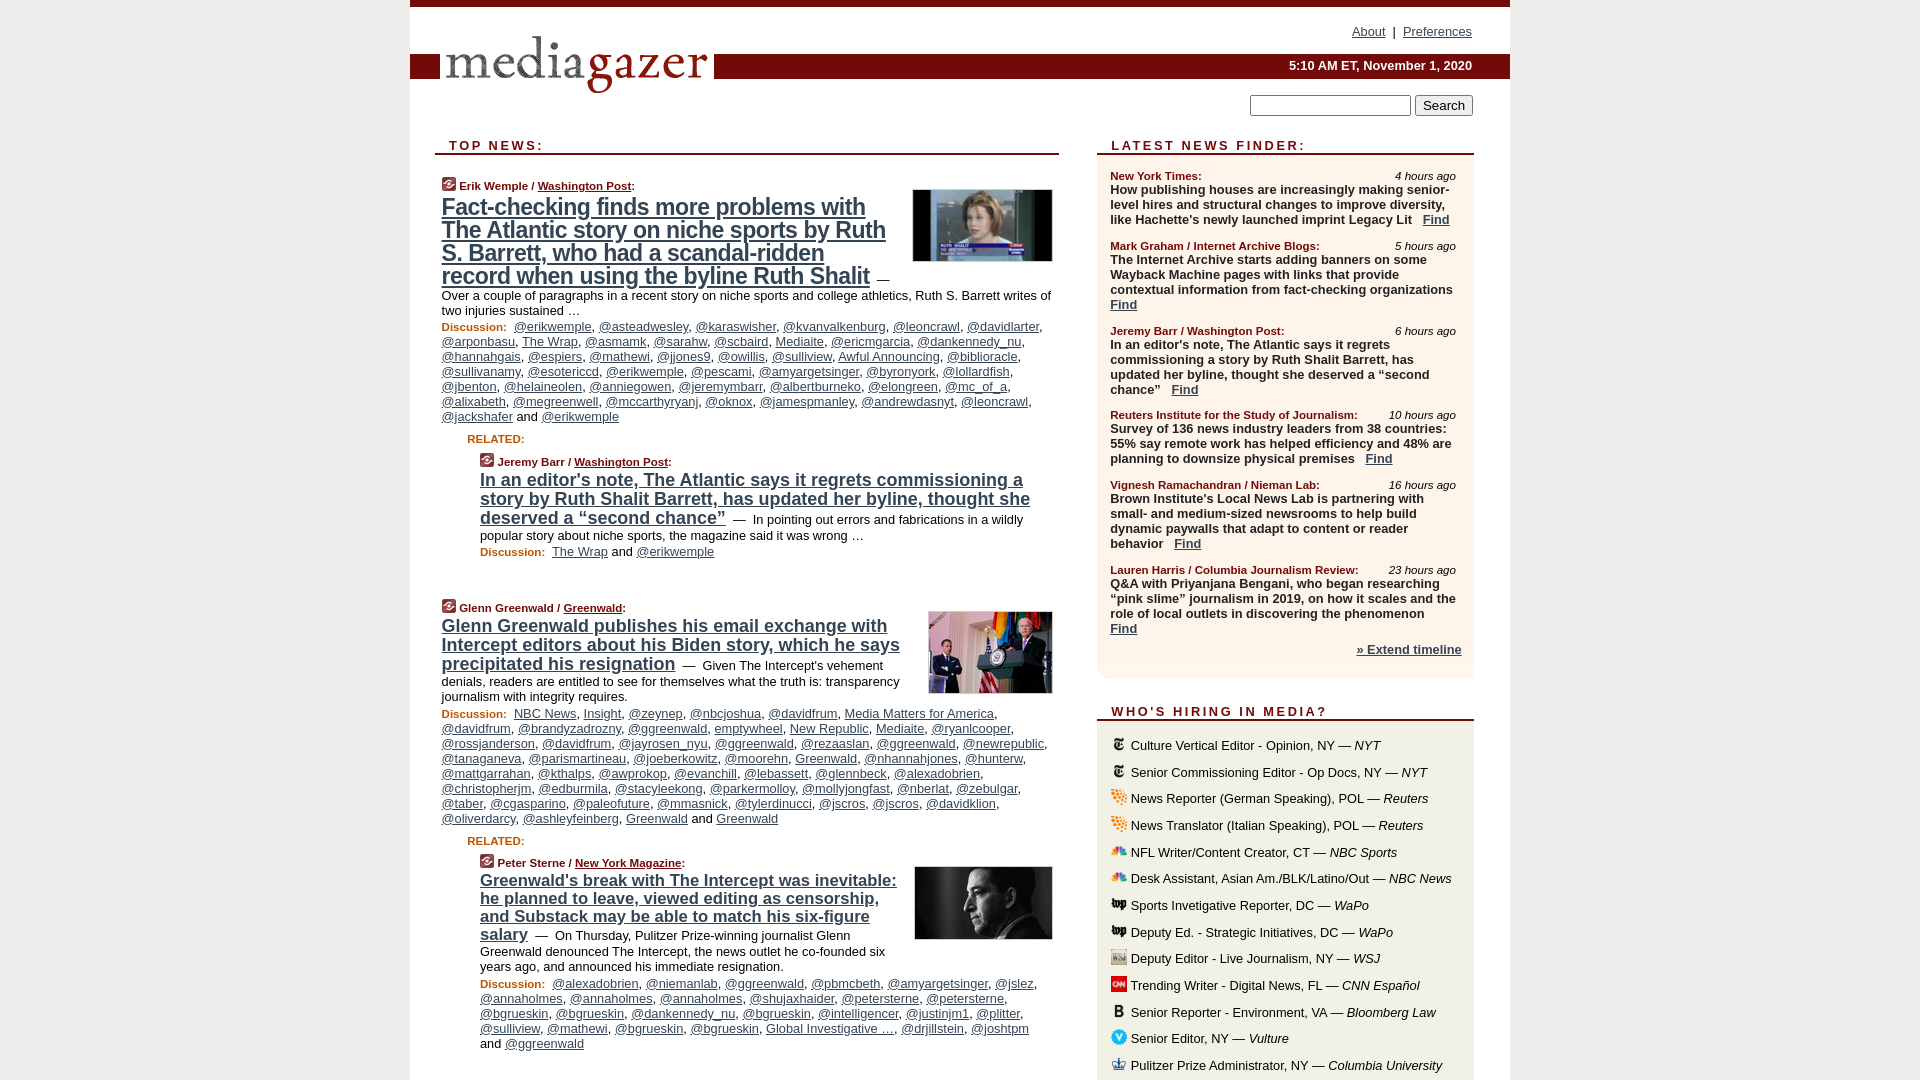 About | Preferences
mediagazer
5:10 AM ET, November 1, 2020
Search
TOP NEWS:
Erik Wemple / Washington Post:
Fact-checking finds more problems with
The Atlantic story on niche sports by Ruth
S. Barrett, who had a scandal-ridden
record when using the byline Ruth Shalit —
Over a couple of paragraphs in a recent story on niche sports and college athletics, Ruth S. Barrett writes of
two injuries sustained …
Discussion: @erikwemple, @asteadwesley, @karaswisher, @kvanvalkenburg, @leoncrawl, @davidlarter,
@arponbasu, The Wrap, @asmamk, @sarahw, @scbaird, Mediaite, @ericmgarcia, @dankennedy_nu,
@hannahgais, @espiers, @mathewi, @jjones9, @owillis, @sulliview, Awful Announcing, @biblioracle,
@sullivanamy, @esotericcd, @erikwemple, @pescami, @amyargetsinger, @byronyork, @lollardfish,
@jbenton, @helaineolen, @anniegowen, @jeremymbarr, @albertburneko, @elongreen, @mc_of_a,
@alixabeth, @megreenwell, @mccarthyryanj, @oknox, @jamespmanley, @andrewdasnyt, @leoncrawl,
@jackshafer and @erikwemple
RELATED:
Jeremy Barr / Washington Post:
In an editor's note, The Atlantic says it regrets commissioning a
story by Ruth Shalit Barrett, has updated her byline, thought she
deserved a “second chance” — In pointing out errors and fabrications in a wildly
popular story about niche sports, the magazine said it was wrong …
Discussion: The Wrap and @erikwemple
Glenn Greenwald / Greenwald:
Glenn Greenwald publishes his email exchange with
Intercept editors about his Biden story, which he says
precipitated his resignation — Given The Intercept's vehement
denials, readers are entitled to see for themselves what the truth is: transparency
journalism with integrity requires.
Discussion: NBC News, Insight, @zeynep, @nbcjoshua, @davidfrum, Media Matters for America,
@davidfrum, @brandyzadrozny, @ggreenwald, emptywheel, New Republic, Mediaite, @ryanlcooper,
@rossjanderson, @davidfrum, @jayrosen_nyu, @ggreenwald, @rezaaslan, @ggreenwald, @newrepublic,
@tanaganeva, @parismartineau, @joeberkowitz, @moorehn, Greenwald, @nhannahjones, @hunterw,
@mattgarrahan, @kthalps, @awprokop, @evanchill, @lebassett, @glennbeck, @alexadobrien,
@christopherjm, @edburmila, @stacyleekong, @parkermolloy, @mollyjongfast, @nberlat, @zebulgar,
@taber, @cgasparino, @paleofuture, @mmasnick, @tylerdinucci, @jscros, @jscros, @davidklion,
@oliverdarcy, @ashleyfeinberg, Greenwald and Greenwald
RELATED:
Peter Sterne / New York Magazine:
Greenwald's break with The Intercept was inevitable:
he planned to leave, viewed editing as censorship,
and Substack may be able to match his six-figure
salary — On Thursday, Pulitzer Prize-winning journalist Glenn
Greenwald denounced The Intercept, the news outlet he co-founded six
years ago, and announced his immediate resignation.
Discussion: @alexadobrien, @niemanlab, @ggreenwald, @pbmcbeth, @amyargetsinger, @jslez,
@annaholmes, @annaholmes, @annaholmes, @shujaxhaider, @petersterne, @petersterne,
@bgrueskin, @bgrueskin, @dankennedy_nu, @bgrueskin, @intelligencer, @justinjm1, @plitter,
@sulliview, @mathewi, @bgrueskin, @bgrueskin, Global Investigative …, @drjillstein, @joshtpm
and @ggreenwald
LATEST NEWS FINDER:
New York Times: 4 hours ago
How publishing houses are increasingly making senior-
level hires and structural changes to improve diversity,
like Hachette's newly launched imprint Legacy Lit Find
Mark Graham / Internet Archive Blogs: 5 hours ago
The Internet Archive starts adding banners on some
Wayback Machine pages with links that provide
contextual information from fact-checking organizations
Find
Jeremy Barr / Washington Post: 6 hours ago
In an editor's note, The Atlantic says it regrets
commissioning a story by Ruth Shalit Barrett, has
updated her byline, thought she deserved a “second
chance” Find
Reuters Institute for the Study of Journalism: 10 hours ago
Survey of 136 news industry leaders from 38 countries:
55% say remote work has helped efficiency and 48% are
planning to downsize physical premises Find
Vignesh Ramachandran / Nieman Lab: 16 hours ago
Brown Institute's Local News Lab is partnering with
small- and medium-sized newsrooms to help build
dynamic paywalls that adapt to content or reader
behavior Find
Lauren Harris / Columbia Journalism Review: 23 hours ago
Q&A with Priyanjana Bengani, who began researching
“pink slime” journalism in 2019, on how it scales and the
role of local outlets in discovering the phenomenon
Find
» Extend timeline
WHO'S HIRING IN MEDIA?
Culture Vertical Editor - Opinion, NY — NYT
Senior Commissioning Editor - Op Docs, NY — NYT
News Reporter (German Speaking), POL — Reuters
News Translator (Italian Speaking), POL — Reuters
NFL Writer/Content Creator, CT — NBC Sports
Desk Assistant, Asian Am./BLK/Latino/Out — NBC News
Sports Invetigative Reporter, DC — WaPo
Deputy Ed. - Strategic Initiatives, DC — WaPo
Deputy Editor - Live Journalism, NY — WSJ
Trending Writer - Digital News, FL — CNN Español
Senior Reporter - Environment, VA — Bloomberg Law
Senior Editor, NY — Vulture
Pulitzer Prize Administrator, NY — Columbia University